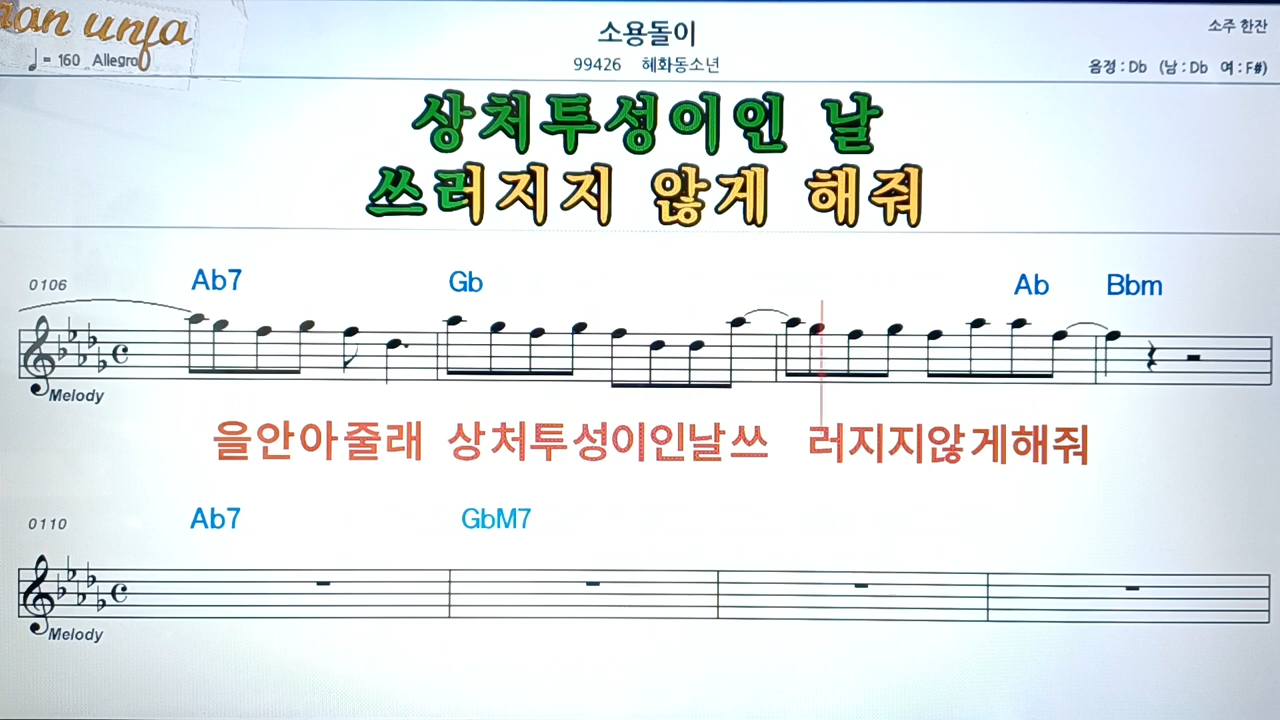 소용돌이
소주 한잔
♩= 160 Allegro
99426 혜화동소년
음정 : Db (남 : Db 여 : F#)
상처투성이인 날
쓰러지지 않게 해줘
0106 Ab7 Gb Ab Bbm
Melody
을안아줄래 상처투성이인날쓰 러지지않게해줘
0110 Ab7 GbM7
Melody